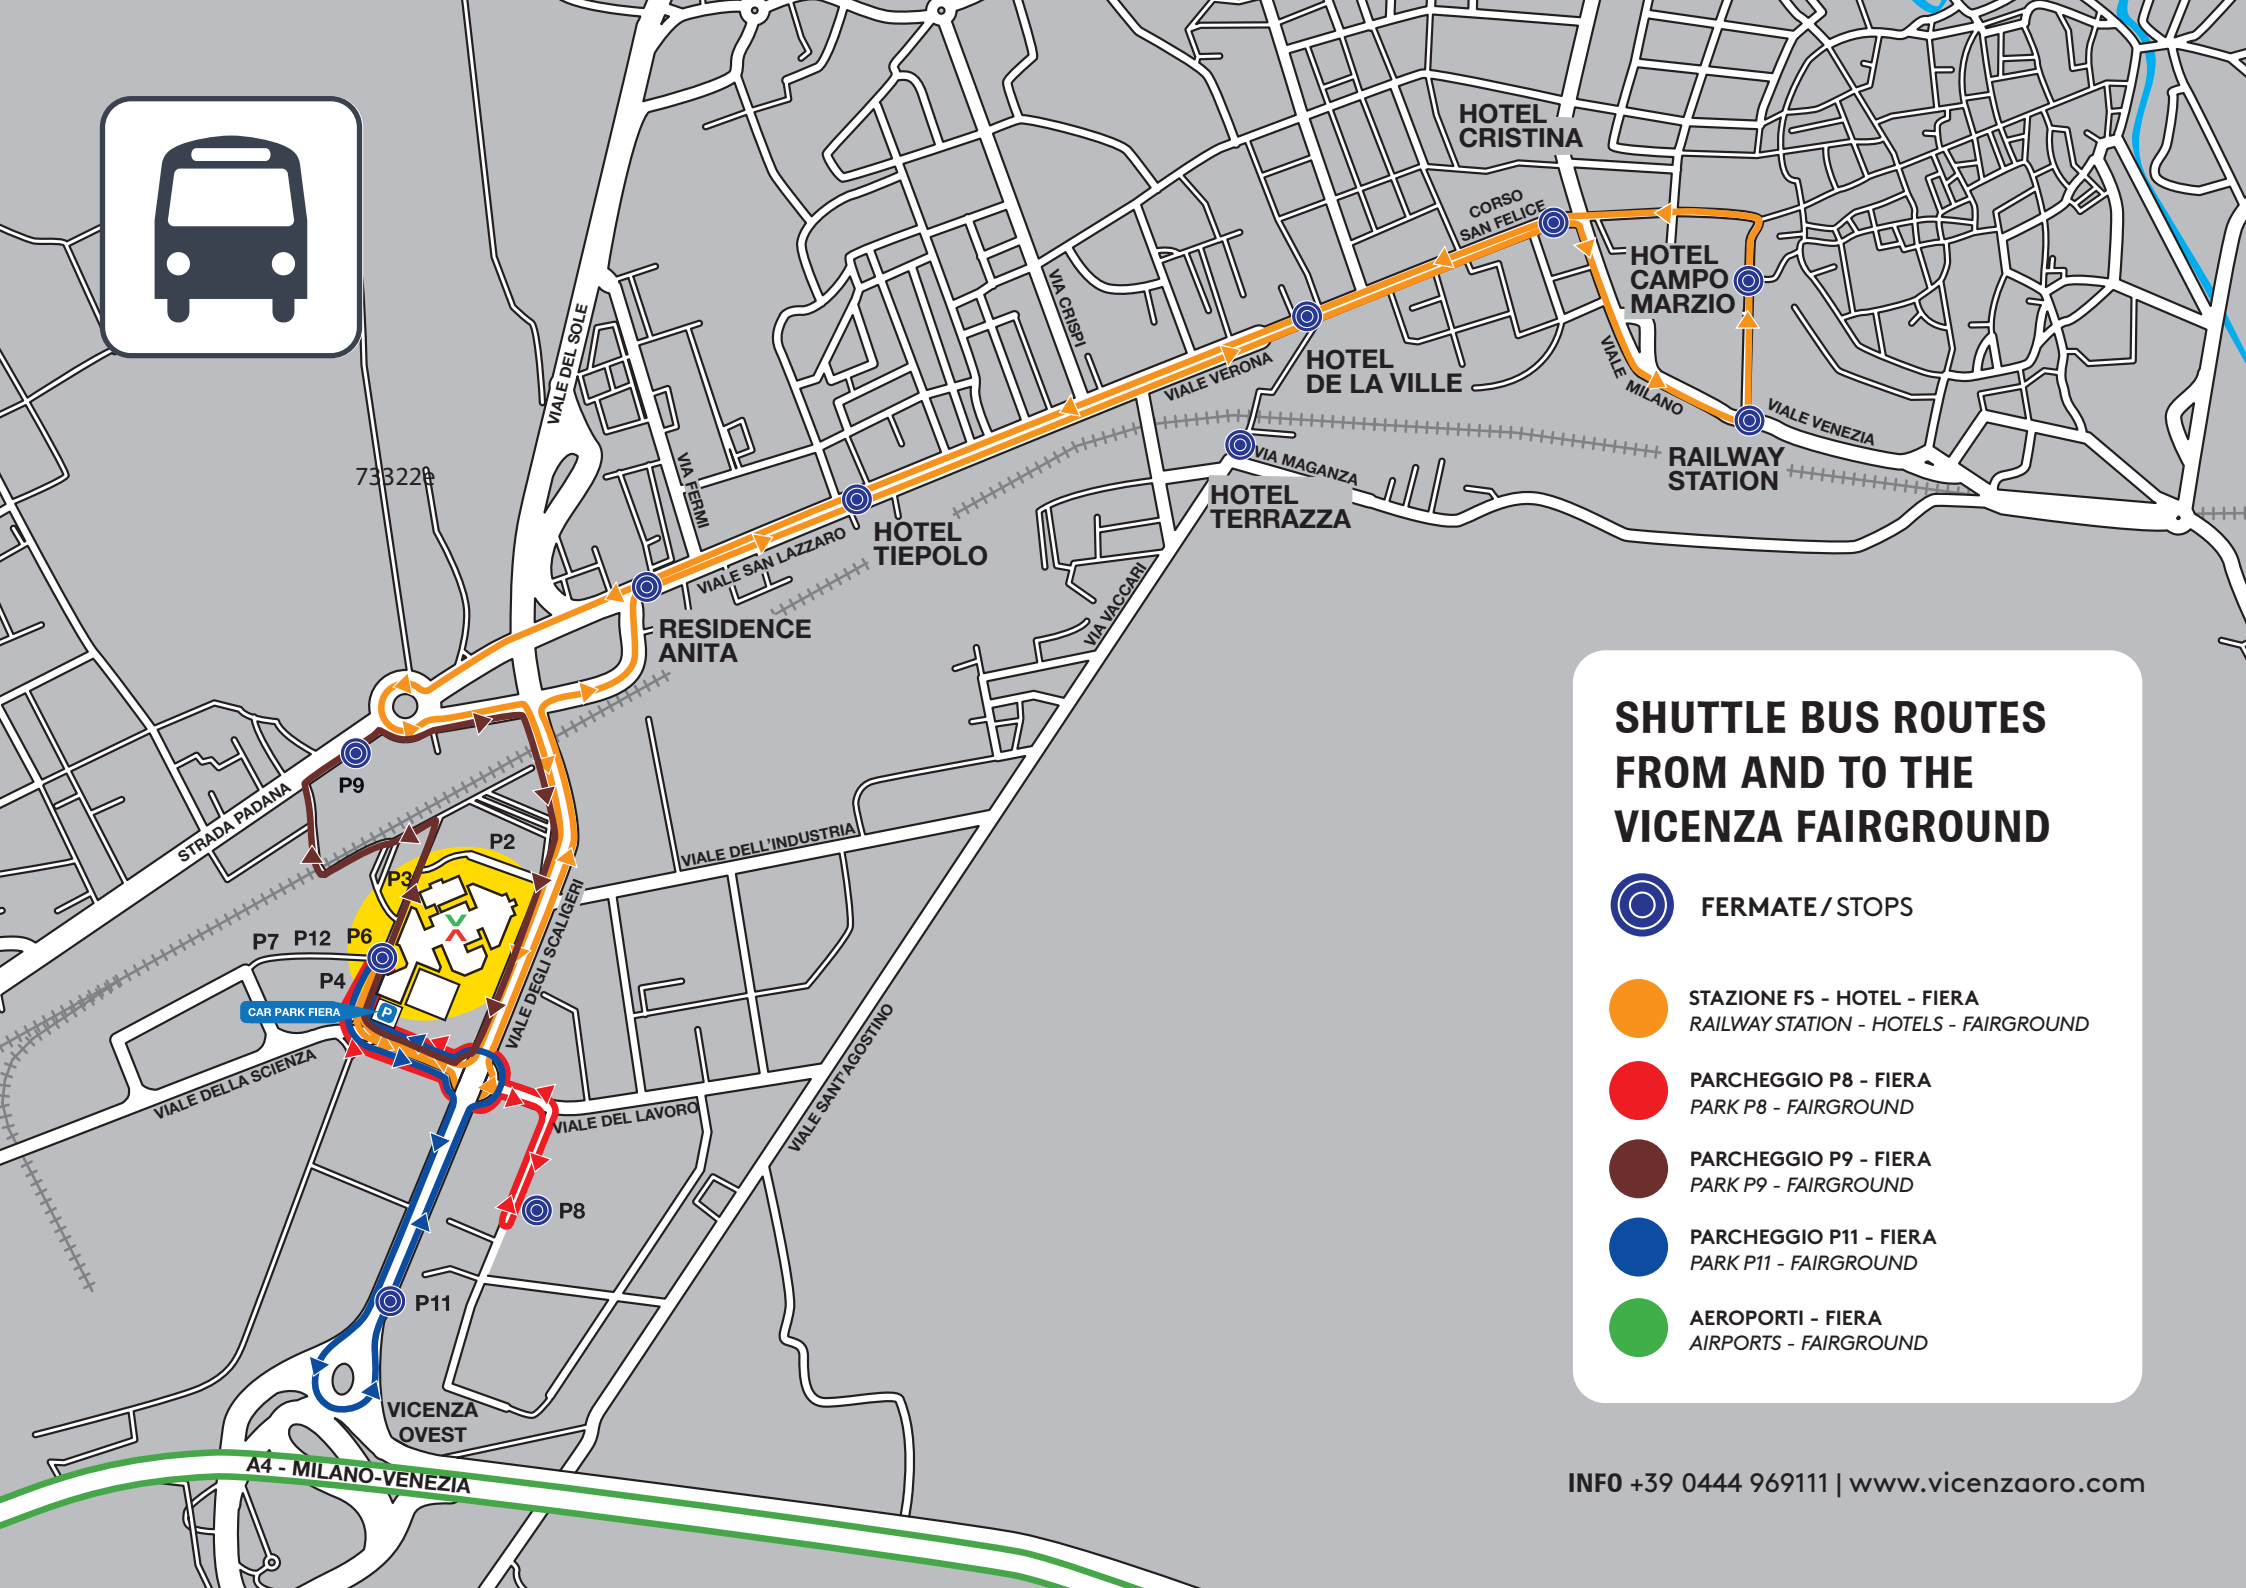 HOTEL
CRISTINA
CORSO
SAN FELICE
HOTEL
CAMPO
MARZIO
VIALE DEL SOLE
VIA CRISPI
HOTEL
DE LA VILLE
VIALE VERONA
VIALE MILANO
VIALE VENEZIA
RAILWAY
STATION
73322e
VIA FERMI
VIA MAGANZA
HOTEL
TERRAZZA
HOTEL
TIEPOLO
VIALE SAN LAZZARO
VIA VACCARI
RESIDENCE
ANITA
P9
STRADA PADANA
P2
VIALE DELL'INDUSTRIA
P3
VIALE DEGLI SCALIGERI
P7
P12
P6
P4
CAR PARK FIERA
P
VIALE DELLA SCIENZA
VIALE DEL LAVORO
VIALE SANT'AGOSTINO
P8
P11
VICENZA
OVEST
A4 - MILANO-VENEZIA
SHUTTLE BUS ROUTES
FROM AND TO THE
VICENZA FAIRGROUND
FERMATE/STOPS
STAZIONE FS - HOTEL - FIERA
RAILWAY STATION - HOTELS - FAIRGROUND
PARCHEGGIO P8 - FIERA
PARK P8 - FAIRGROUND
PARCHEGGIO P9 - FIERA
PARK P9 - FAIRGROUND
PARCHEGGIO P11 - FIERA
PARK P11 - FAIRGROUND
AEROPORTI - FIERA
AIRPORTS - FAIRGROUND
INFO +39 0444 969111 | www.vicenzaoro.com